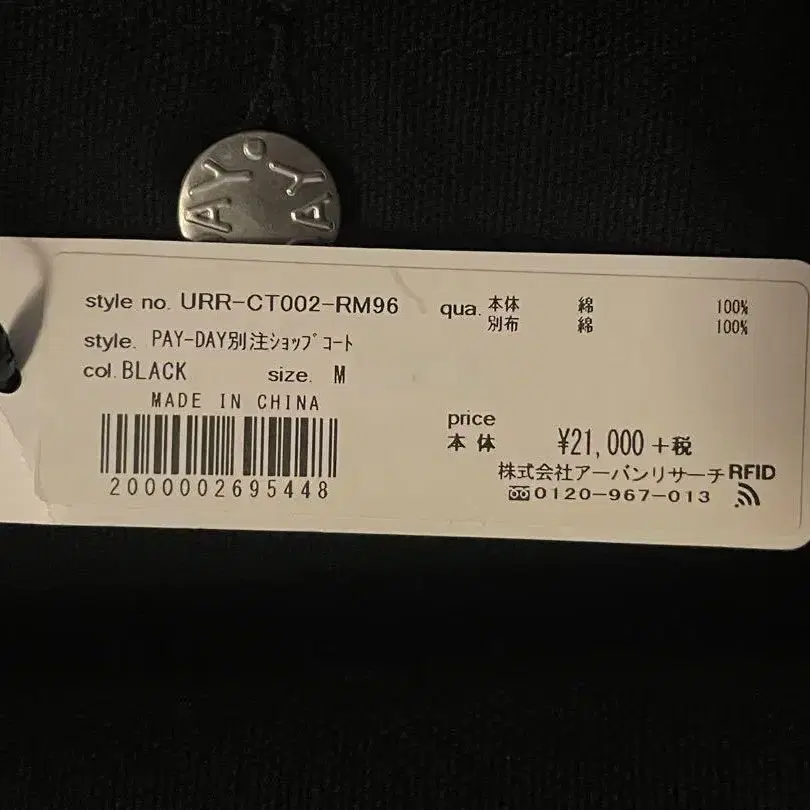 PAY.
DAY
style no. URR-CT002-RM96
qua. 本体 綿 100%
別布 綿 100%
style. PAY-DAY別注ｼｮｯﾌﾟｺｰﾄ
col. BLACK size. M
MADE IN CHINA
2000002695448
price
本体 ¥21,000 +税
株式会社アーバンリサーチ RFID
0120-967-013